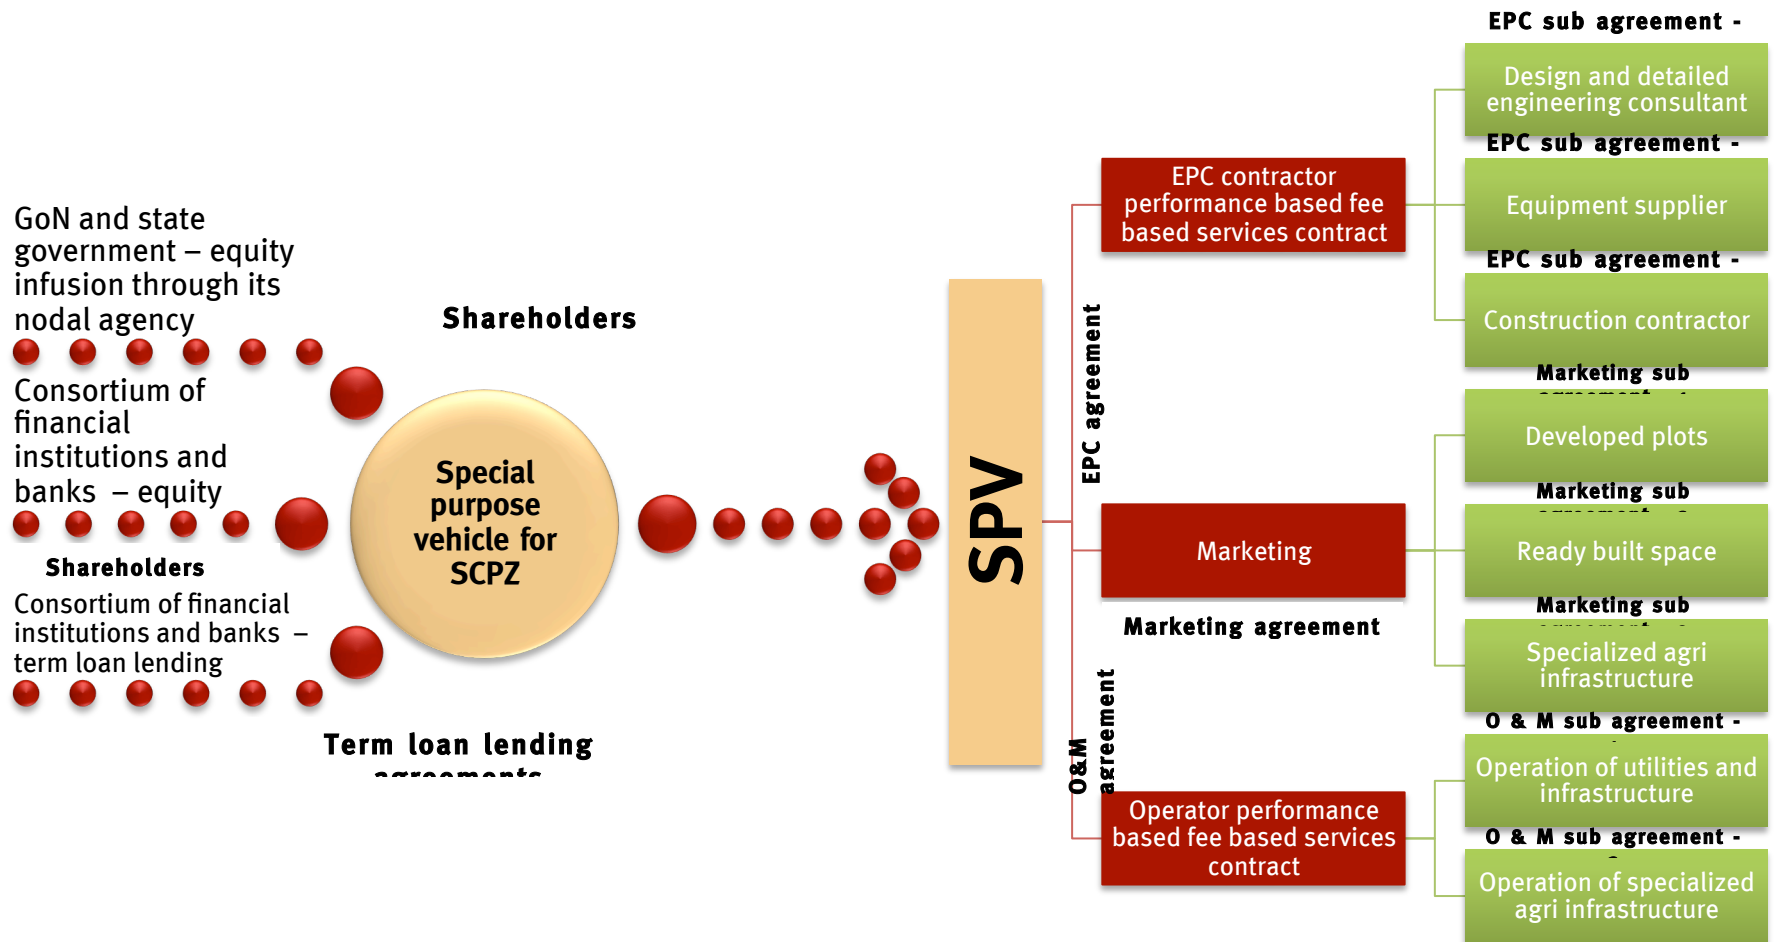 GoN and state
government – equity
infusion through its
nodal agency
Consortium of
financial
institutions and
banks – equity
Shareholders
Consortium of financial
institutions and banks –
term loan lending
Shareholders
Special
purpose
vehicle for
SCPZ
Term loan lending
agreements
SPV
EPC agreement
EPC contractor
performance based fee
based services contract
Marketing
Marketing agreement
O&M
agreement
Operator performance
based fee based services
contract
EPC sub agreement -
Design and detailed
engineering consultant
EPC sub agreement -
Equipment supplier
EPC sub agreement -
Construction contractor
Marketing sub
Developed plots
Marketing sub
Ready built space
Marketing sub
Specialized agri
infrastructure
O & M sub agreement -
Operation of utilities and
infrastructure
O & M sub agreement -
Operation of specialized
agri infrastructure